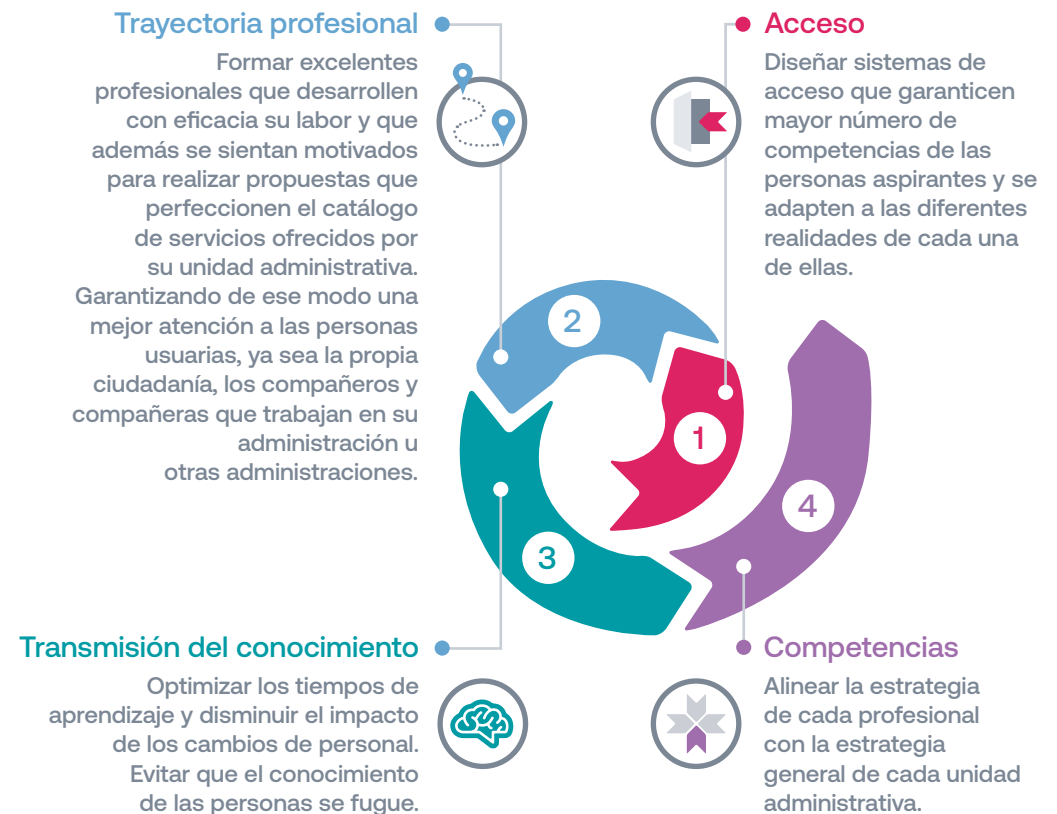 Trayectoria profesional
Formar excelentes
profesionales que desarrollen
con eficacia su labor y que
además se sientan motivados
para realizar propuestas que
perfeccionen el catálogo
de servicios ofrecidos por
su unidad administrativa.
Garantizando de ese modo una
mejor atención a las personas
usuarias, ya sea la propia
ciudadanía, los compañeros y
compañeras que trabajan en su
administración u
otras administraciones.
Acceso
Diseñar sistemas de
acceso que garanticen
mayor número de
competencias de las
personas aspirantes y se
adapten a las diferentes
realidades de cada una
de ellas.
2
1
4
3
Transmisión del conocimiento
Optimizar los tiempos de
aprendizaje y disminuir el impacto
de los cambios de personal.
Evitar que el conocimiento
de las personas se fugue.
Competencias
Alinear la estrategia
de cada profesional
con la estrategia
general de cada unidad
administrativa.